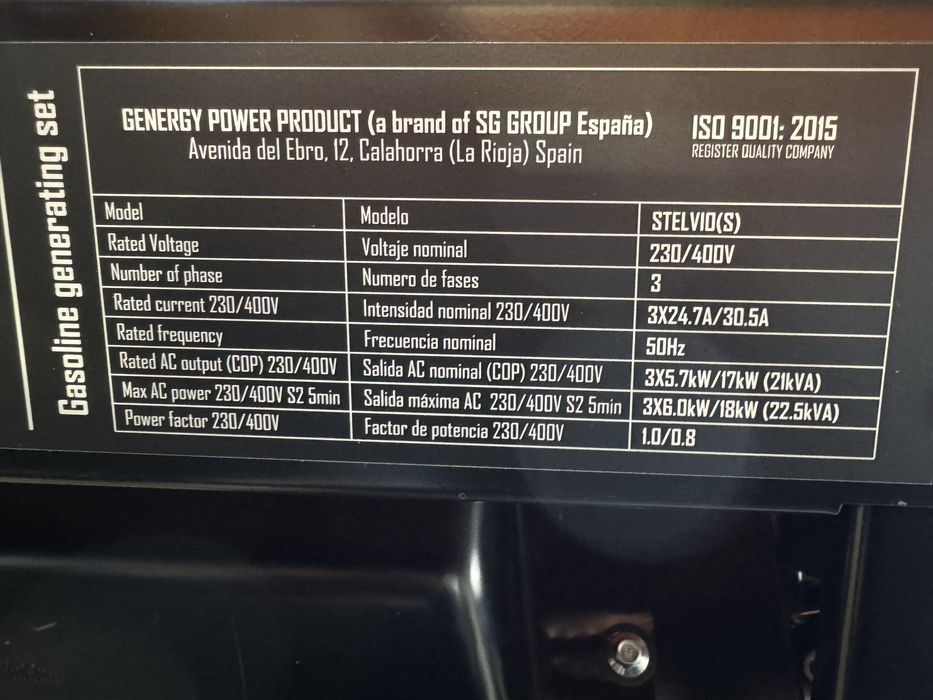 Gasoline generating set
GENERGY POWER PRODUCT (a brand of SG GROUP España)
Avenida del Ebro, 12, Calahorra (La Rioja) Spain
ISO 9001: 2015
REGISTER QUALITY COMPANY
Model Modelo STELVIO(S)
Rated Voltage Voltaje nominal 230/400V
Number of phase Numero de fases 3
Rated current 230/400V Intensidad nominal 230/400V 3X24.7A/30.5A
Rated frequency Frecuencia nominal 50Hz
Rated AC output (COP) 230/400V Salida AC nominal (COP) 230/400V 3X5.7kW/17kW (21kVA)
Max AC power 230/400V S2 5min Salida máxima AC 230/400V S2 5min 3X6.0kW/18kW (22.5kVA)
Power factor 230/400V Factor de potencia 230/400V 1.0/0.8